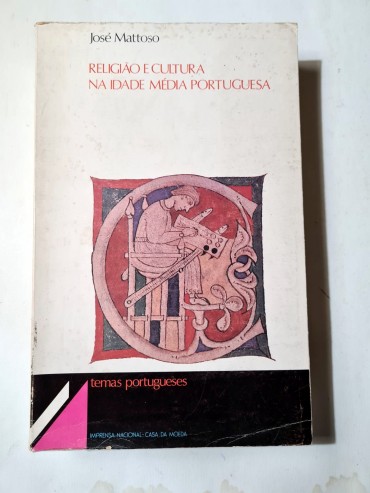 José Mattoso
RELIGIÃO E CULTURA
NA IDADE MÉDIA PORTUGUESA
temas portugueses
IMPRENSA NACIONAL-CASA DA MOEDA